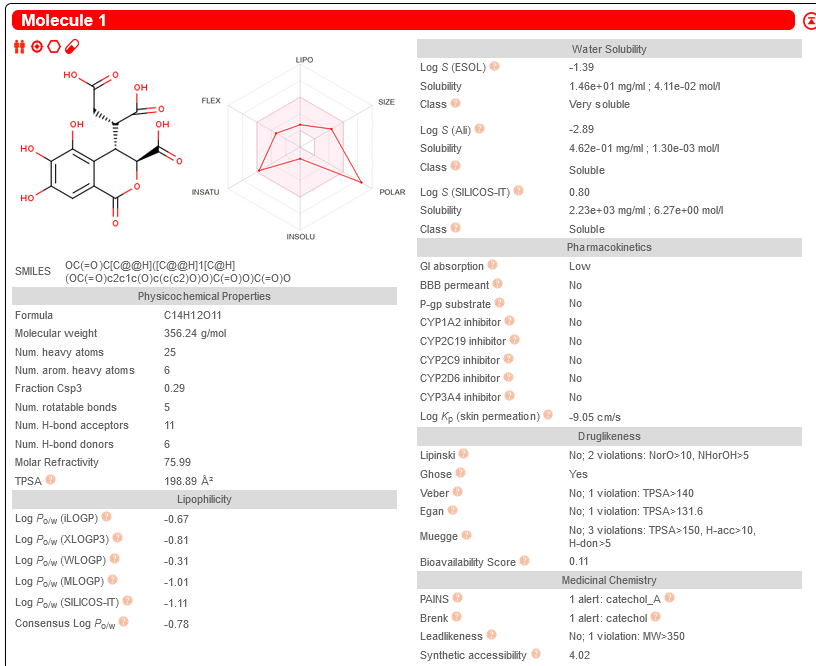 Molecule 1
HO
O
OH
O
OH
OH
O
HO
HO
O
O
LIPO
FLEX
SIZE
INSATU
POLAR
INSOLU
SMILES OC(=O)C[C@@H]([C@@H]1[C@H]
(OC(=O)c2c1c(O)c(c(c2)O)O)C(=O)O)C(=O)O
Physicochemical Properties
Formula C14H12O11
Molecular weight 356.24 g/mol
Num. heavy atoms 25
Num. arom. heavy atoms 6
Fraction Csp3 0.29
Num. rotatable bonds 5
Num. H-bond acceptors 11
Num. H-bond donors 6
Molar Refractivity 75.99
TPSA ? 198.89 Å²
Lipophilicity
Log Po/w (iLOGP) ? -0.67
Log Po/w (XLOGP3) ? -0.81
Log Po/w (WLOGP) ? -0.31
Log Po/w (MLOGP) ? -1.01
Log Po/w (SILICOS-IT) ? -1.11
Consensus Log Po/w ? -0.78
Water Solubility
Log S (ESOL) ? -1.39
Solubility 1.46e+01 mg/ml ; 4.11e-02 mol/l
Class ? Very soluble
Log S (Ali) ? -2.89
Solubility 4.62e-01 mg/ml ; 1.30e-03 mol/l
Class ? Soluble
Log S (SILICOS-IT) ? 0.80
Solubility 2.23e+03 mg/ml ; 6.27e+00 mol/l
Class ? Soluble
Pharmacokinetics
GI absorption ? Low
BBB permeant ? No
P-gp substrate ? No
CYP1A2 inhibitor ? No
CYP2C19 inhibitor ? No
CYP2C9 inhibitor ? No
CYP2D6 inhibitor ? No
CYP3A4 inhibitor ? No
Log Kp (skin permeation) ? -9.05 cm/s
Druglikeness
Lipinski ? No; 2 violations: NorO>10, NHorOH>5
Ghose ? Yes
Veber ? No; 1 violation: TPSA>140
Egan ? No; 1 violation: TPSA>131.6
Muegge ? No; 3 violations: TPSA>150, H-acc>10,
H-don>5
Bioavailability Score ? 0.11
Medicinal Chemistry
PAINS ? 1 alert: catechol_A ?
Brenk ? 1 alert: catechol ?
Leadlikeness ? No; 1 violation: MW>350
Synthetic accessibility ? 4.02